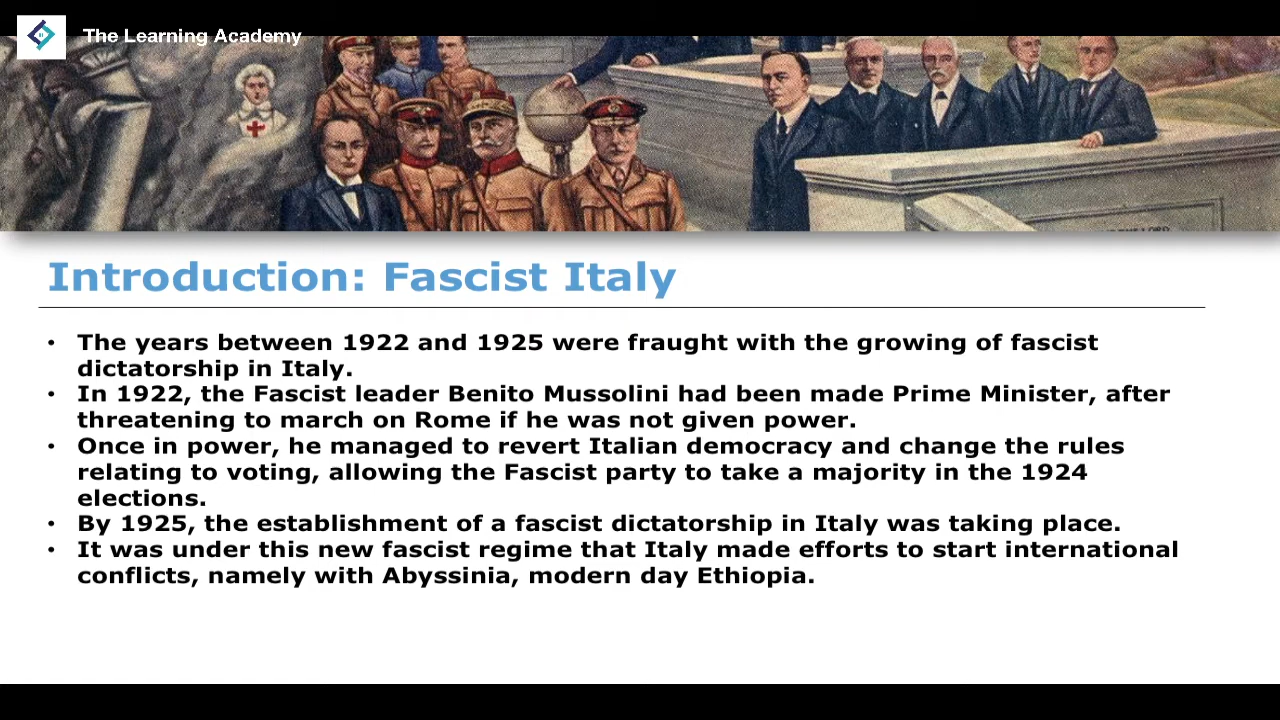 The Learning Academy
Introduction: Fascist Italy
• The years between 1922 and 1925 were fraught with the growing of fascist
dictatorship in Italy.
• In 1922, the Fascist leader Benito Mussolini had been made Prime Minister, after
threatening to march on Rome if he was not given power.
• Once in power, he managed to revert Italian democracy and change the rules
relating to voting, allowing the Fascist party to take a majority in the 1924
elections.
• By 1925, the establishment of a fascist dictatorship in Italy was taking place.
• It was under this new fascist regime that Italy made efforts to start international
conflicts, namely with Abyssinia, modern day Ethiopia.